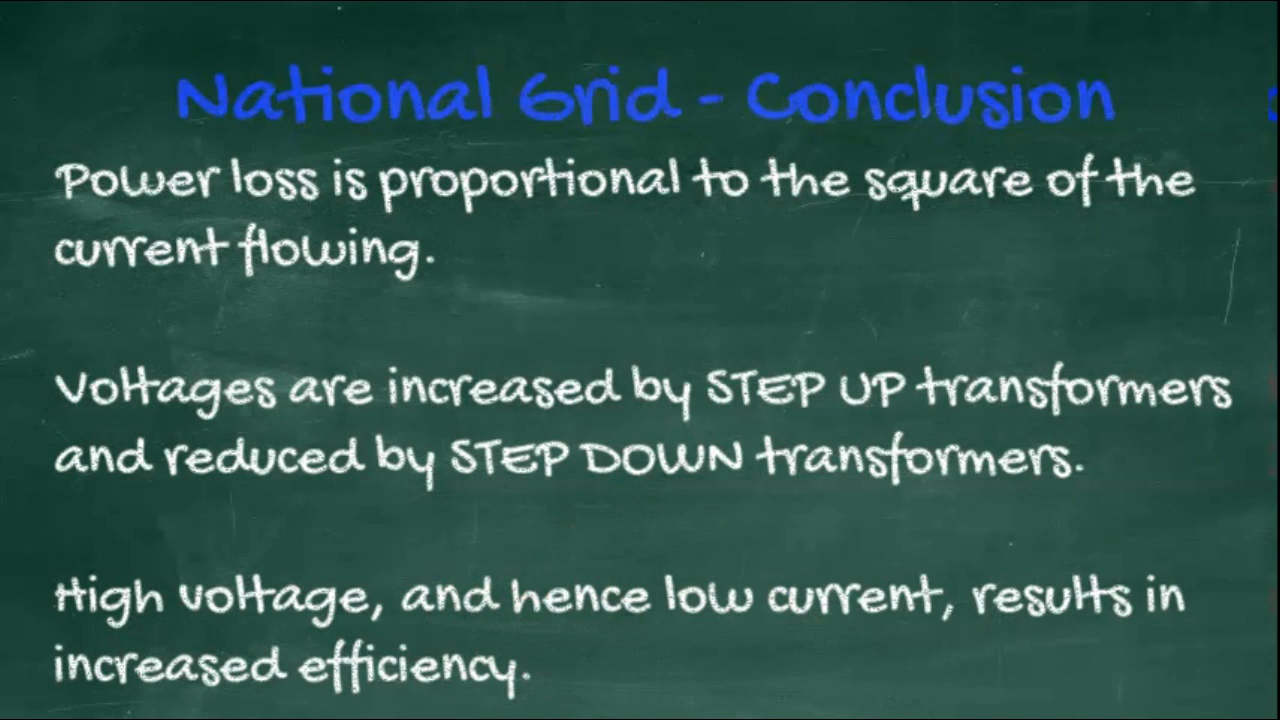 National Grid - Conclusion
Power loss is proportional to the square of the
current flowing.
Voltages are increased by STEP UP transformers
and reduced by STEP DOWN transformers.
High voltage, and hence low current, results in
increased efficiency.